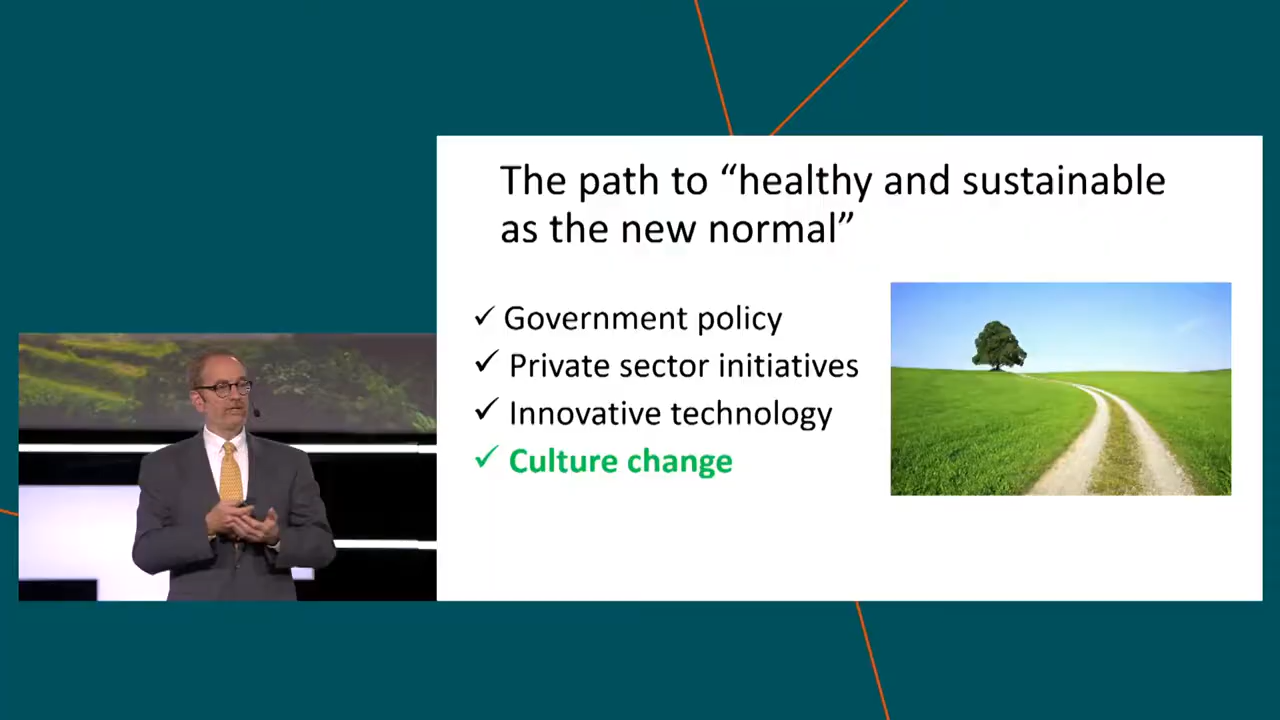 The path to “healthy and sustainable
as the new normal”
✓ Government policy
✓ Private sector initiatives
✓ Innovative technology
✓ Culture change